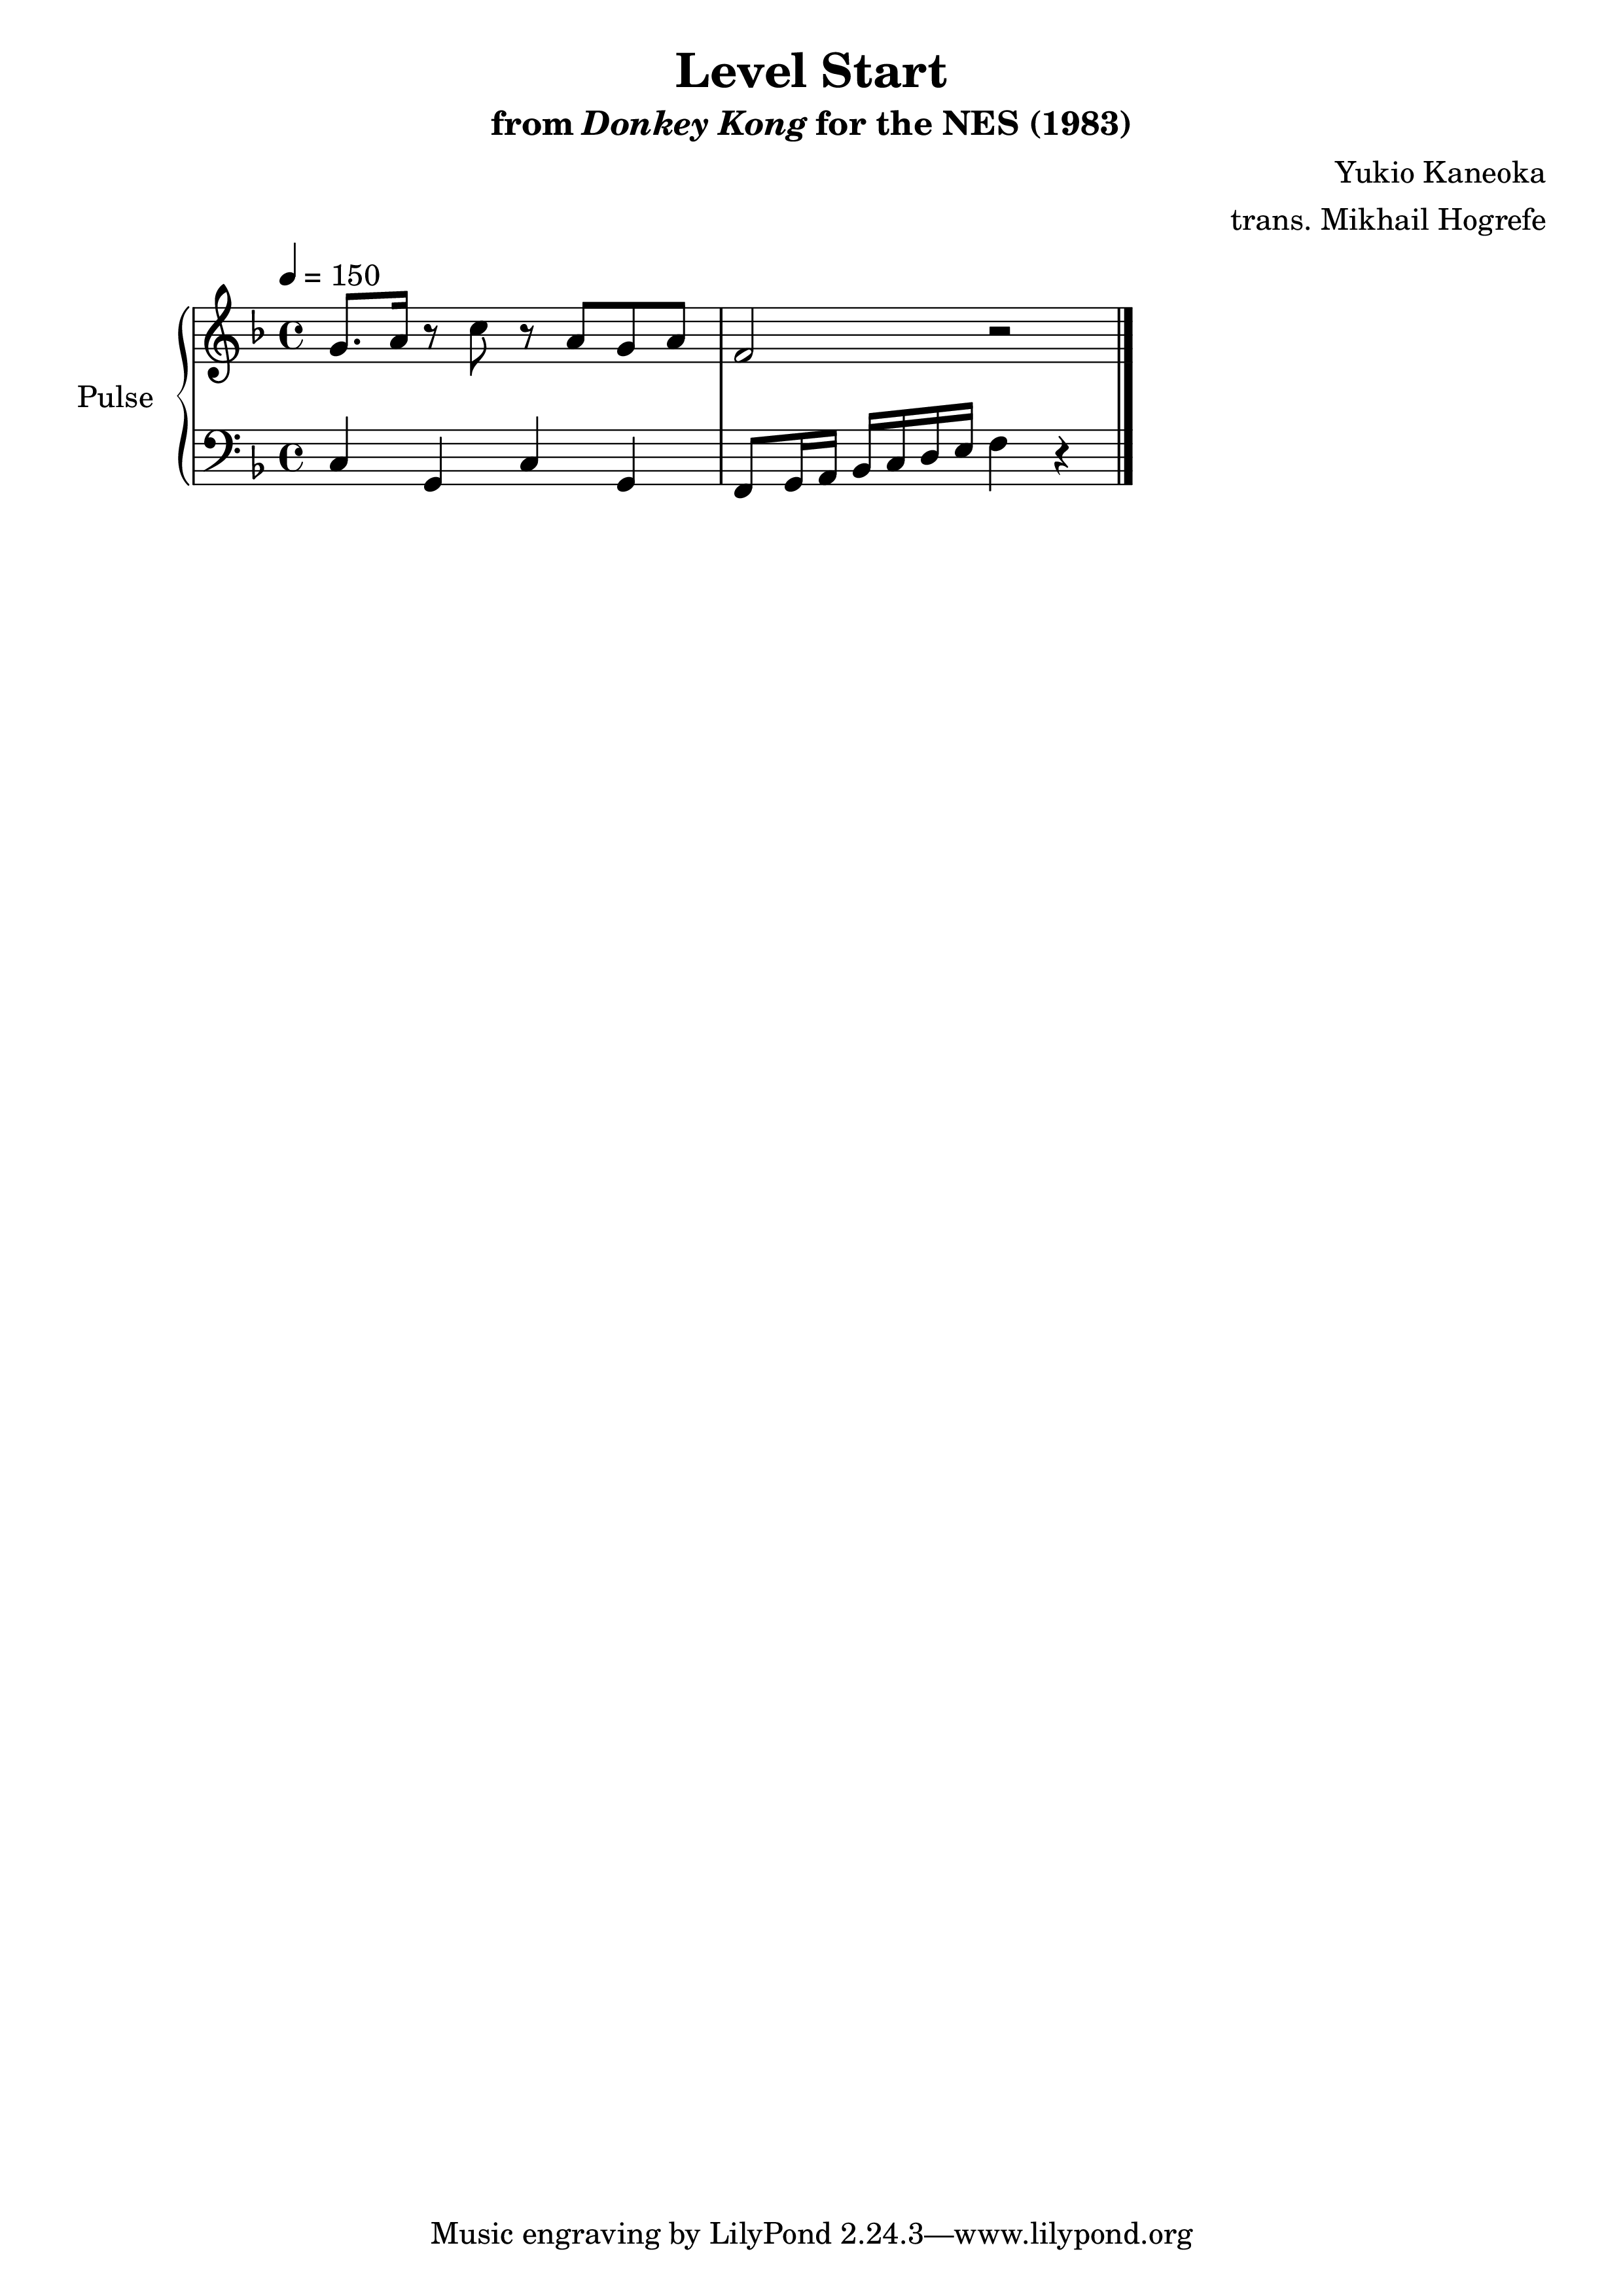 Level Start
from Donkey Kong for the NES (1983)
Yukio Kaneoka
trans. Mikhail Hogrefe
= 150
Pulse
Music engraving by LilyPond 2.24.3—www.lilypond.org